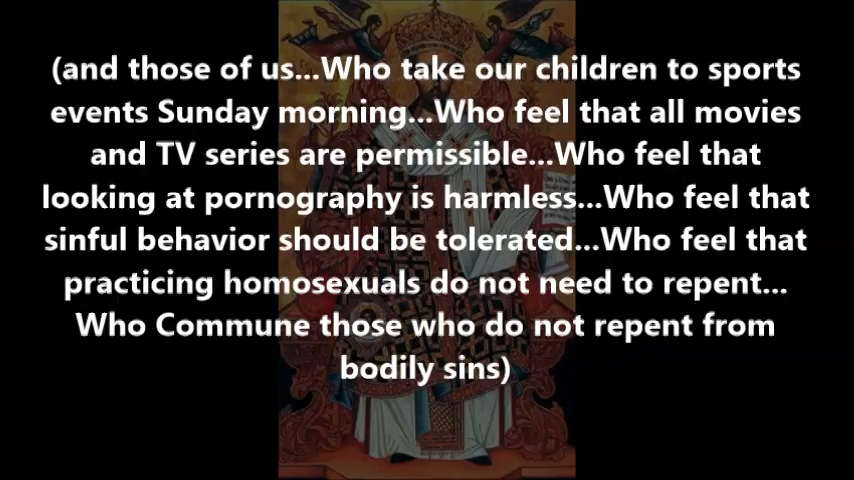 (and those of us...Who take our children to sports
events Sunday morning...Who feel that all movies
and TV series are permissible...Who feel that
looking at pornography is harmless...Who feel that
sinful behavior should be tolerated...Who feel that
practicing homosexuals do not need to repent...
Who Commune those who do not repent from
bodily sins)